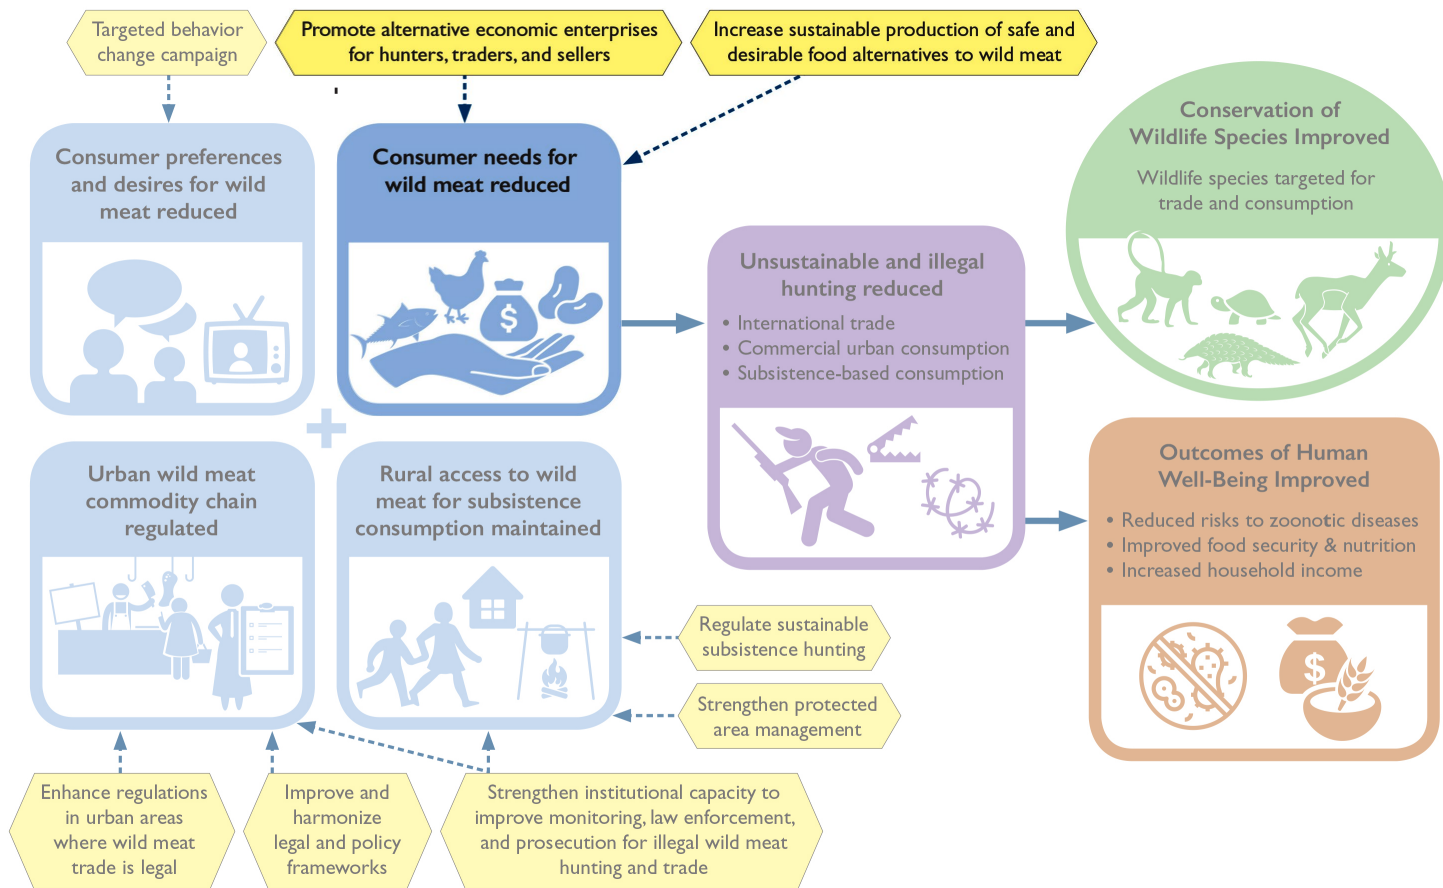 Targeted behavior
change campaign
Promote alternative economic enterprises
for hunters, traders, and sellers
Increase sustainable production of safe and
desirable food alternatives to wild meat
Consumer preferences
and desires for wild
meat reduced
Consumer needs for
wild meat reduced
$
Urban wild meat
commodity chain
regulated
Rural access to wild
meat for subsistence
consumption maintained
Unsustainable and illegal
hunting reduced
• International trade
• Commercial urban consumption
• Subsistence-based consumption
Conservation of
Wildlife Species Improved
Wildlife species targeted for
trade and consumption
Outcomes of Human
Well-Being Improved
• Reduced risks to zoonotic diseases
• Improved food security & nutrition
• Increased household income
$
Regulate sustainable
subsistence hunting
Strengthen protected
area management
Enhance regulations
in urban areas
where wild meat
trade is legal
Improve and
harmonize
legal and policy
frameworks
Strengthen institutional capacity to
improve monitoring, law enforcement,
and prosecution for illegal wild meat
hunting and trade